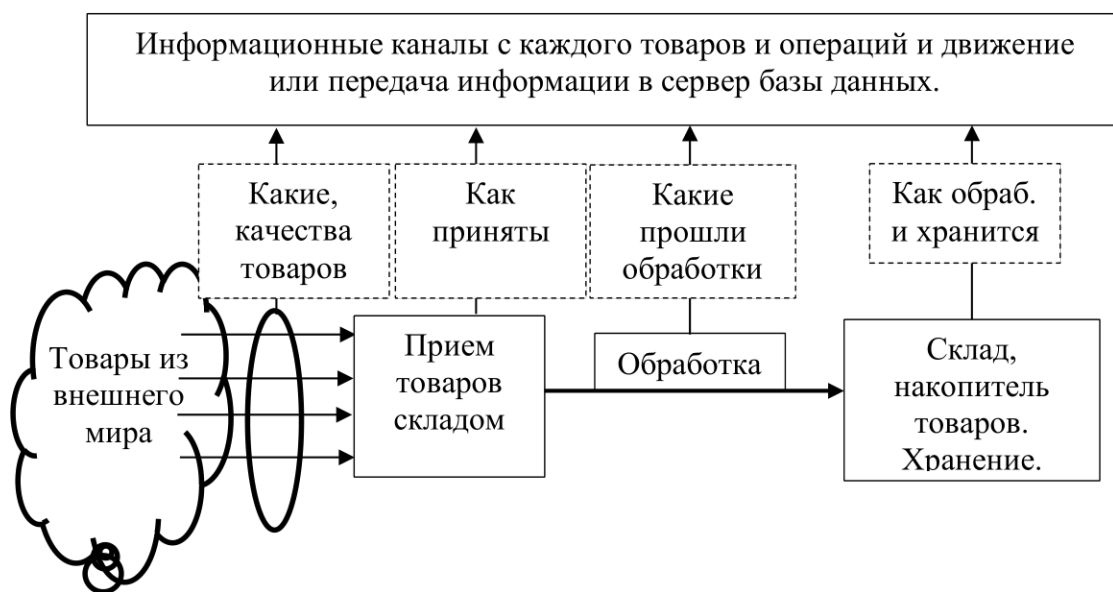 Информационные каналы с каждого товаров и операций и движение
или передача информации в сервер базы данных.
Какие,
качества
товаров
Как
приняты
Какие
прошли
обработки
Как обраб.
и хранится
Товары из
внешнего
мира
Прием
товаров
складом
Обработка
Склад,
накопитель
товаров.
Хранение.